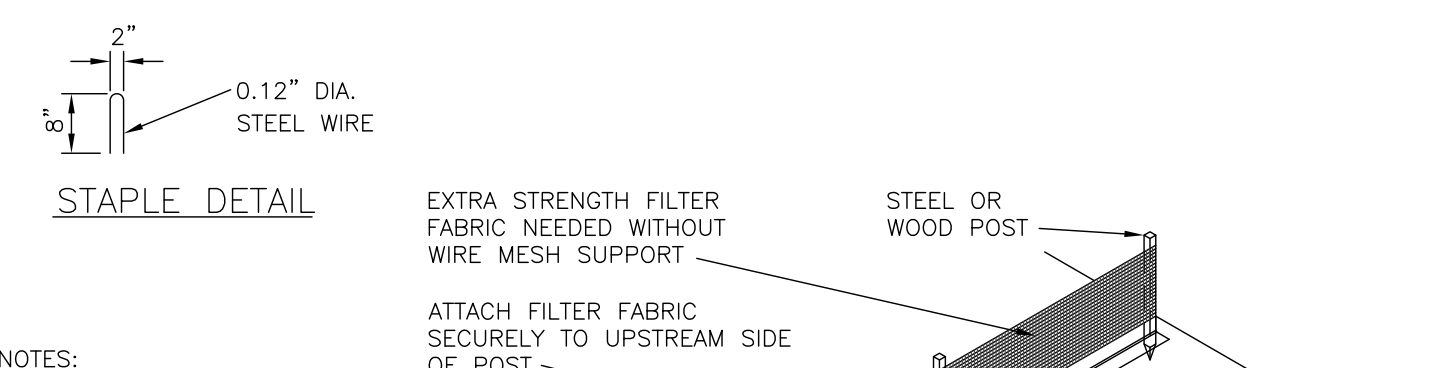 2”
8”
0.12” DIA.
STEEL WIRE
STAPLE DETAIL
EXTRA STRENGTH FILTER
FABRIC NEEDED WITHOUT
WIRE MESH SUPPORT
STEEL OR
WOOD POST
ATTACH FILTER FABRIC
SECURELY TO UPSTREAM SIDE
OF POST
NOTES: